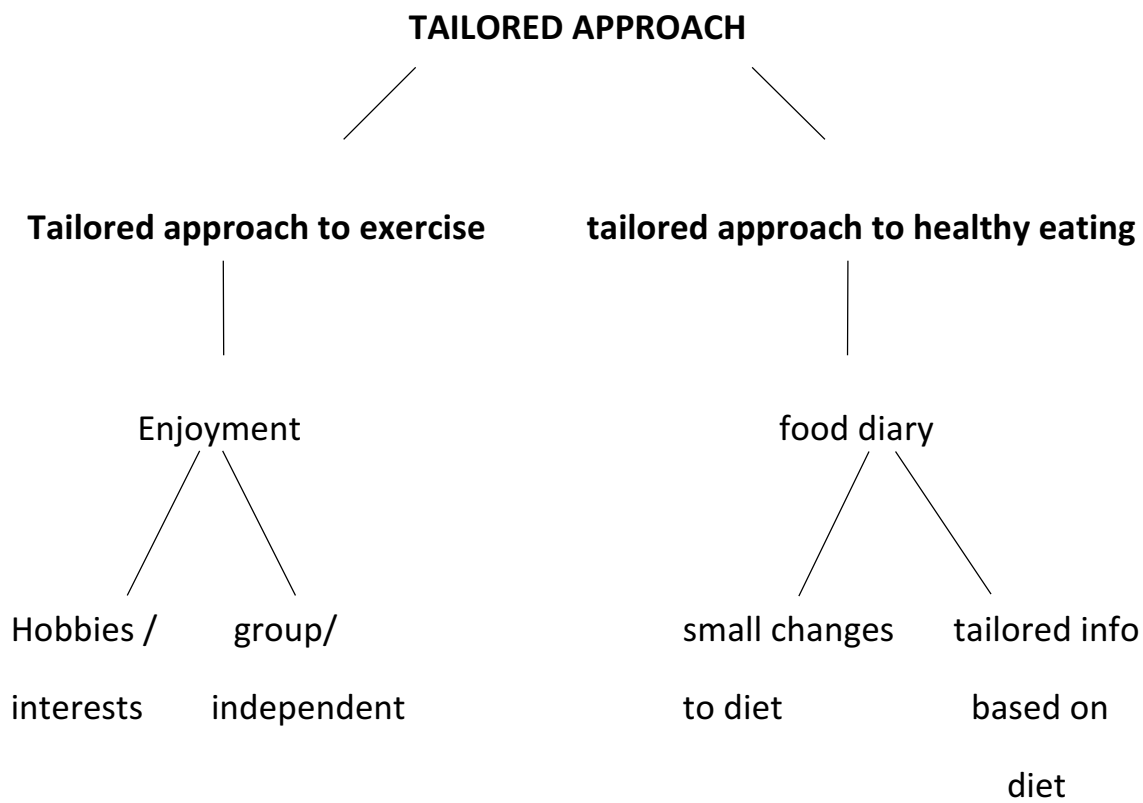 TAILORED APPROACH
Tailored approach to exercise
tailored approach to healthy eating
Enjoyment
food diary
Hobbies /
interests
group/
independent
small changes
to diet
tailored info
based on
diet